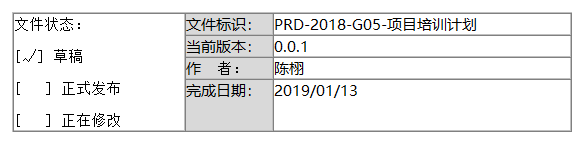 文件状态：
[√] 草稿
[ ] 正式发布
[ ] 正在修改
文件标识： PRD-2018-G05-项目培训计划
当前版本： 0.0.1
作 者： 陈栩
完成日期： 2019/01/13